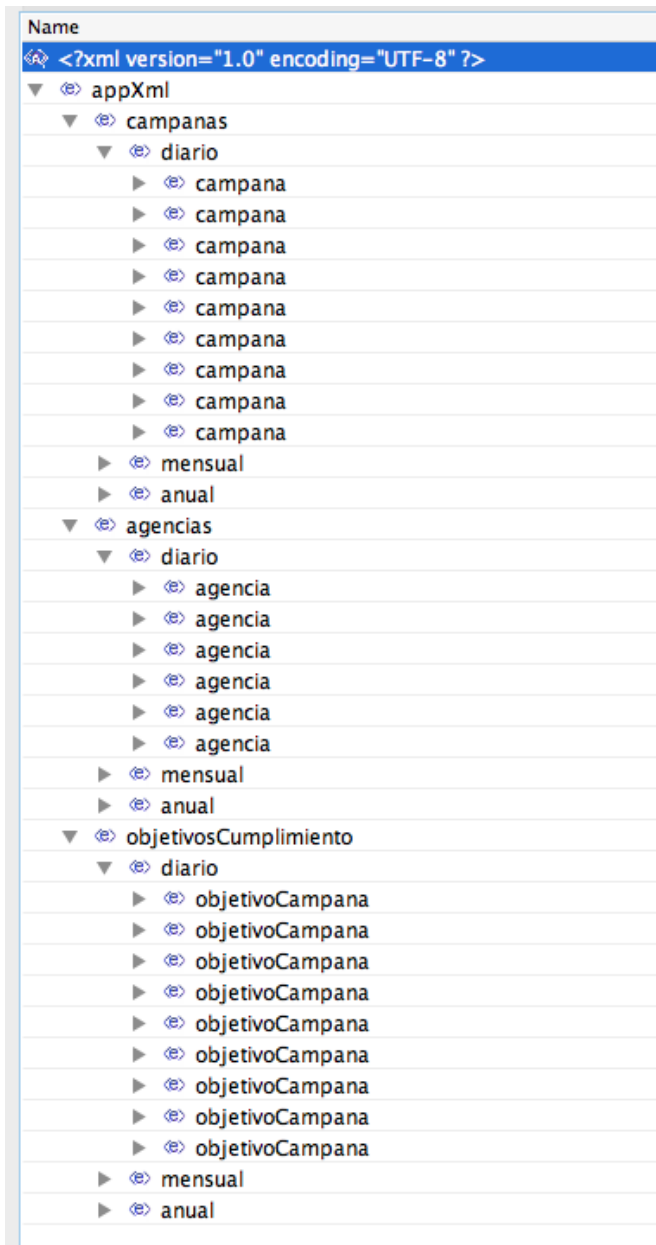 Name
<?xml version="1.0" encoding="UTF-8" ?>
appXml
campanas
diario
campana
campana
campana
campana
campana
campana
campana
campana
campana
mensual
anual
agencias
diario
agencia
agencia
agencia
agencia
agencia
agencia
mensual
anual
objetivosCumplimiento
diario
objetivoCampana
objetivoCampana
objetivoCampana
objetivoCampana
objetivoCampana
objetivoCampana
objetivoCampana
objetivoCampana
objetivoCampana
mensual
anual